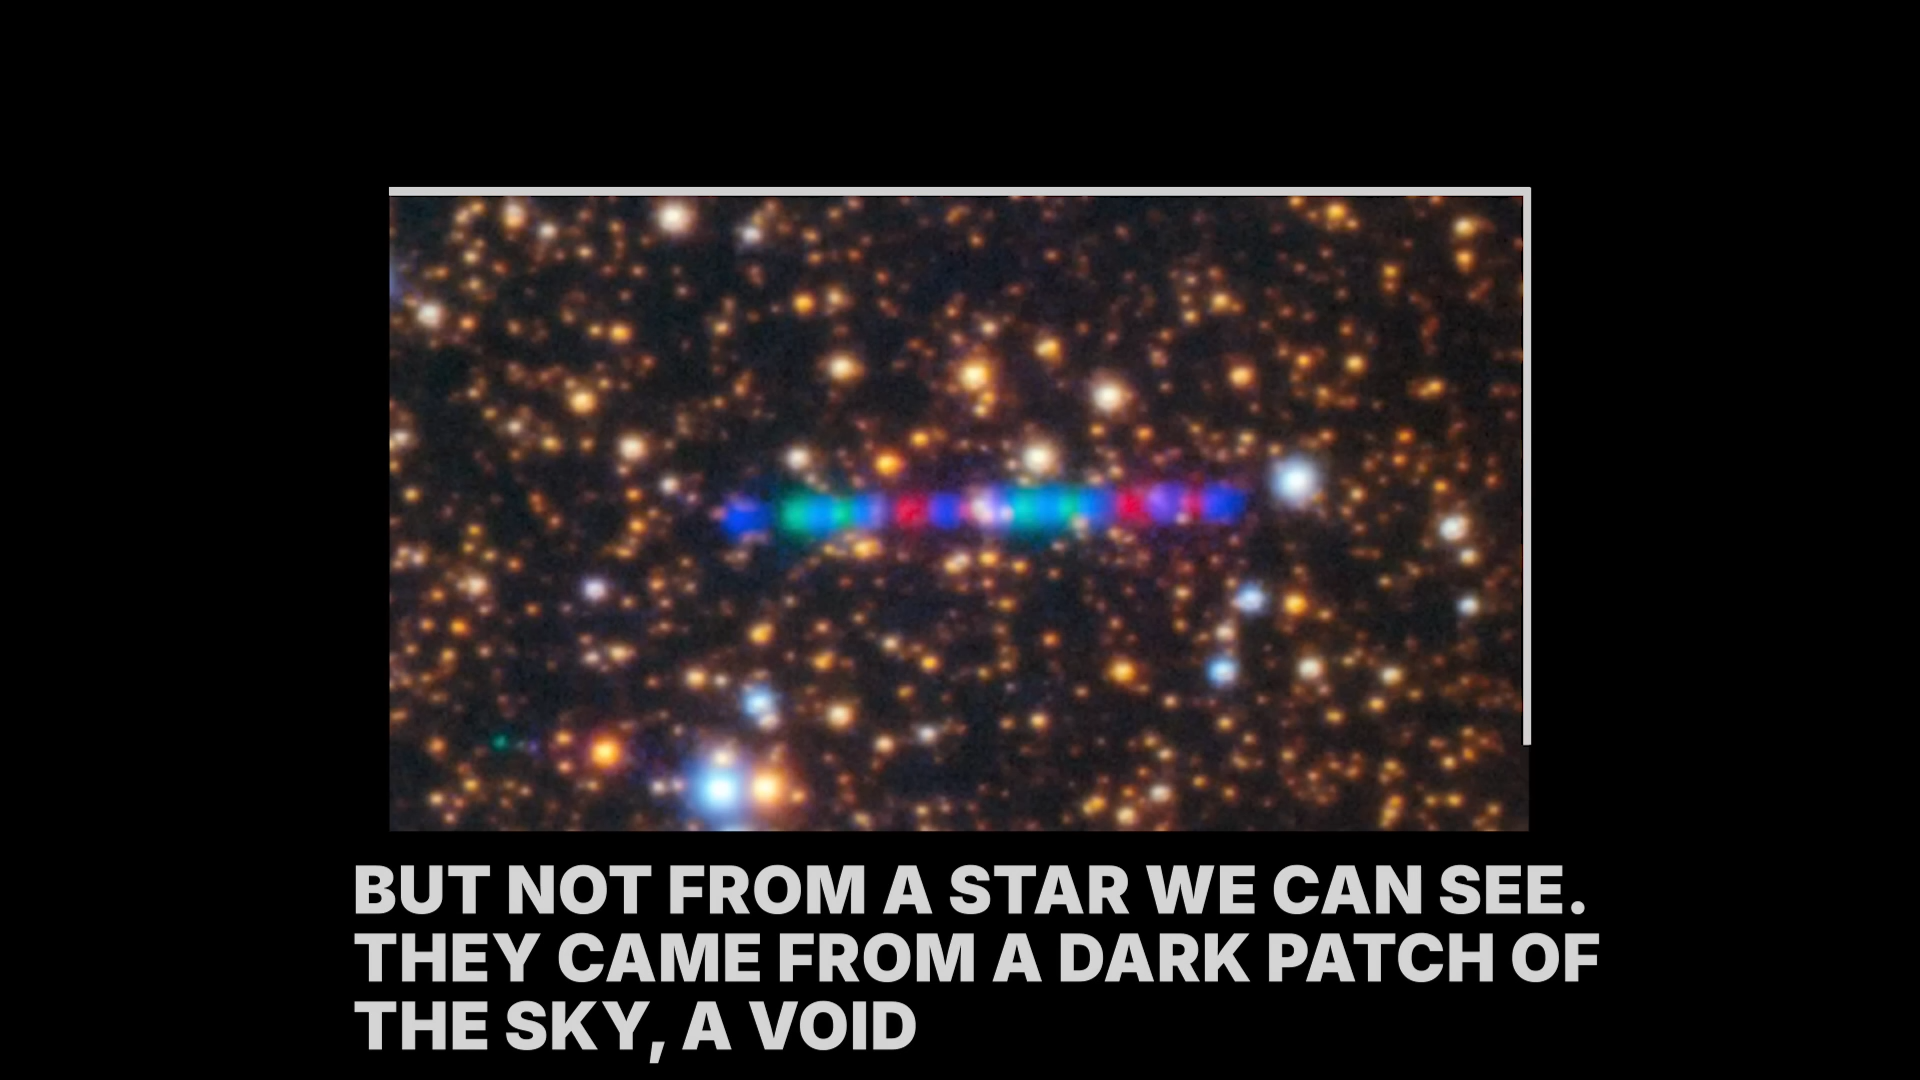 BUT NOT FROM A STAR WE CAN SEE.
THEY CAME FROM A DARK PATCH OF
THE SKY, A VOID